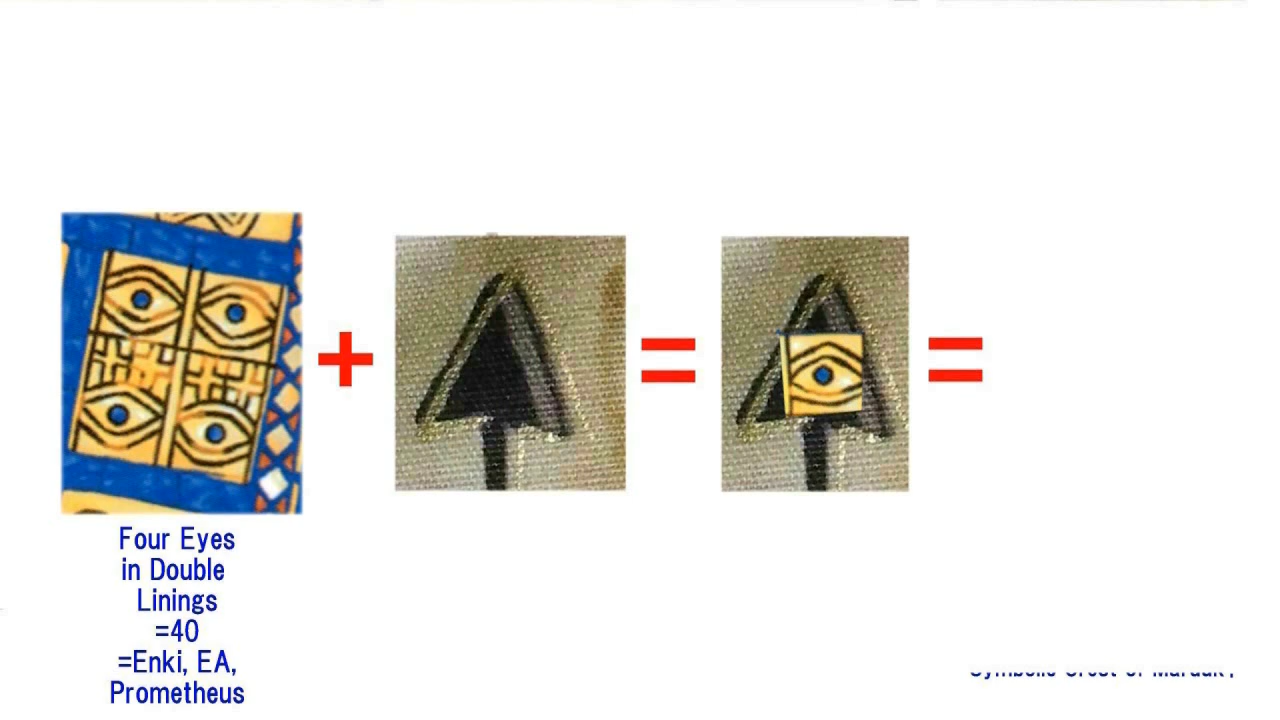 +
=
=
Four Eyes
in Double
Linings
=40
=Enki, EA,
Prometheus